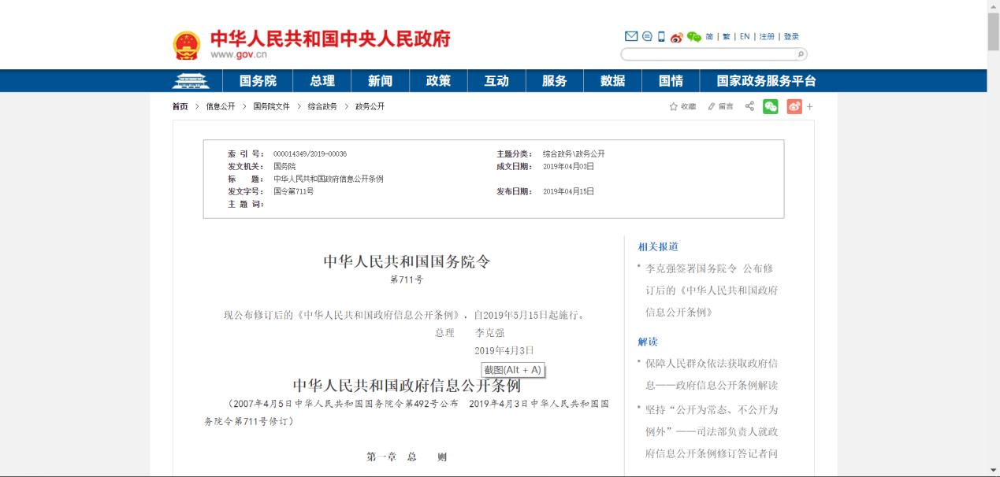 中华人民共和国中央人民政府
www.gov.cn
简 | 繁 | EN | 注册 | 登录
国务院 总理 新闻 政策 互动 服务 数据 国情 国家政务服务平台
首页 > 信息公开 > 国务院文件 > 综合政务 > 政务公开
收藏 留言
索 引 号： 000014349/2019-00036 主题分类： 综合政务\政务公开
发文机关： 国务院 成文日期： 2019年04月03日
标 题： 中华人民共和国政府信息公开条例
发文字号： 国令第711号 发布日期： 2019年04月15日
主 题 词：
中华人民共和国国务院令
第711号
现公布修订后的《中华人民共和国政府信息公开条例》，自2019年5月15日起施行。
总理 李克强
2019年4月3日
截图(Alt + A)
中华人民共和国政府信息公开条例
（2007年4月5日中华人民共和国国务院令第492号公布 2019年4月3日中华人民共和国国
务院令第711号修订）
第一章 总 则
相关报道
李克强签署国务院令 公布修
订后的《中华人民共和国政府
信息公开条例》
解读
保障人民群众依法获取政府信
息——政府信息公开条例解读
坚持“公开为常态、不公开为
例外”——司法部负责人就政
府信息公开条例修订答记者问